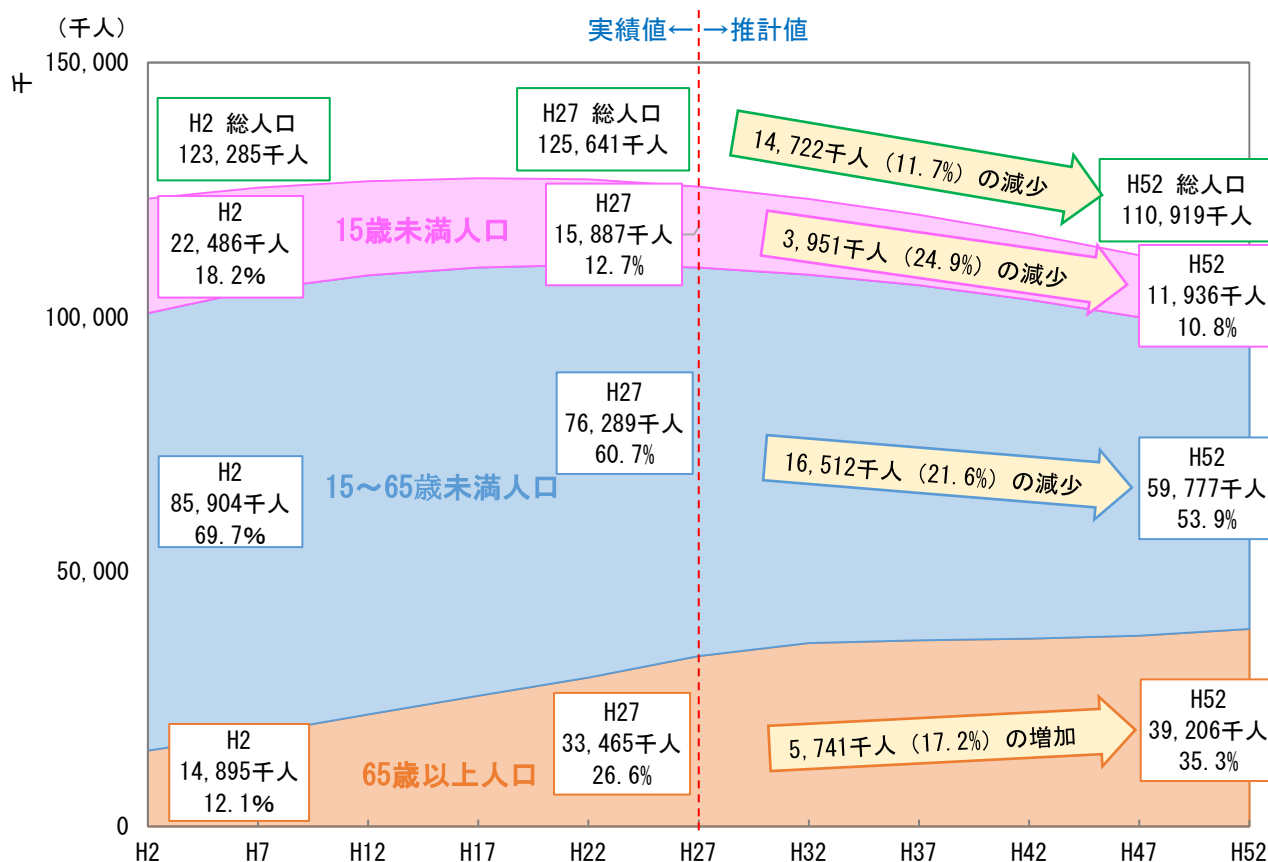 (千人)
実績値←
→推計値
千
150,000
100,000
50,000
0
H2 総人口
123,285千人
H27 総人口
125,641千人
14,722千人（11.7%）の減少
H52 総人口
110,919千人
H2
22,486千人
18.2%
15歳未満人口
H27
15,887千人
12.7%
3,951千人（24.9%）の減少
H52
11,936千人
10.8%
H2
85,904千人
69.7%
15～65歳未満人口
H27
76,289千人
60.7%
16,512千人（21.6%）の減少
H52
59,777千人
53.9%
H2
14,895千人
12.1%
65歳以上人口
H27
33,465千人
26.6%
5,741千人（17.2%）の増加
H52
39,206千人
35.3%
H2
H7
H12
H17
H22
H27
H32
H37
H42
H47
H52